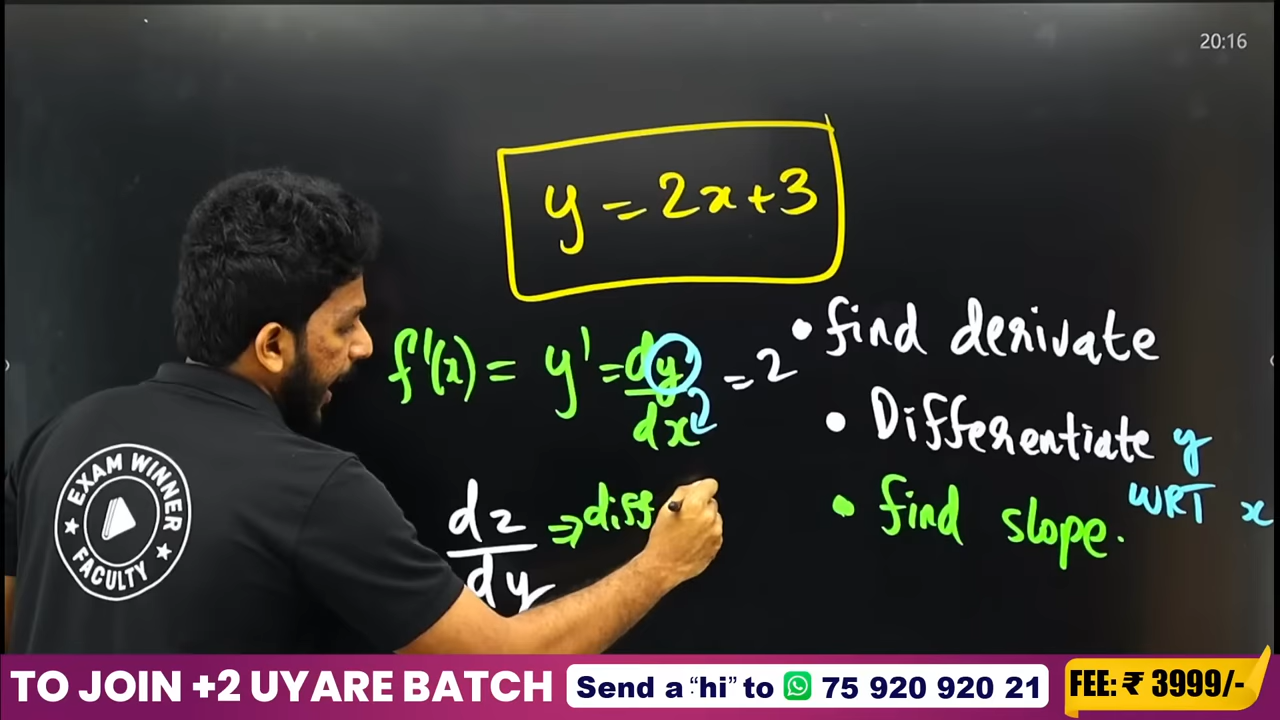 20:16
y = 2x+3
f'(x) = y' = dy/dx = 2
• find derivate
• Differentiate y
WRT x
• find slope.
dz/dy ⇒ diff
EXAM WINNER
FACULTY
TO JOIN +2 UYARE BATCH
Send a “hi” to 75 920 920 21
FEE: ₹ 3999/-